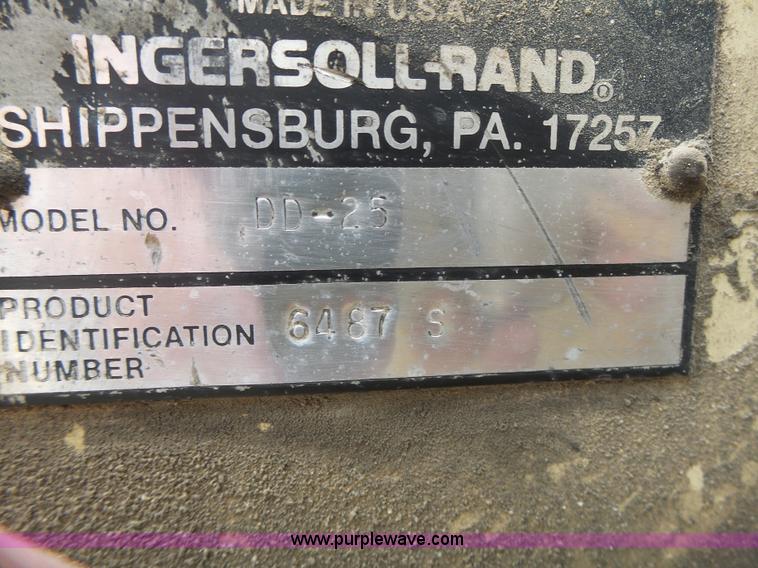 MADE IN U.S.A.
INGERSOLL-RAND®
SHIPPENSBURG, PA. 17257
MODEL NO. DD-25
PRODUCT
IDENTIFICATION 6487 S
NUMBER
www.purplewave.com